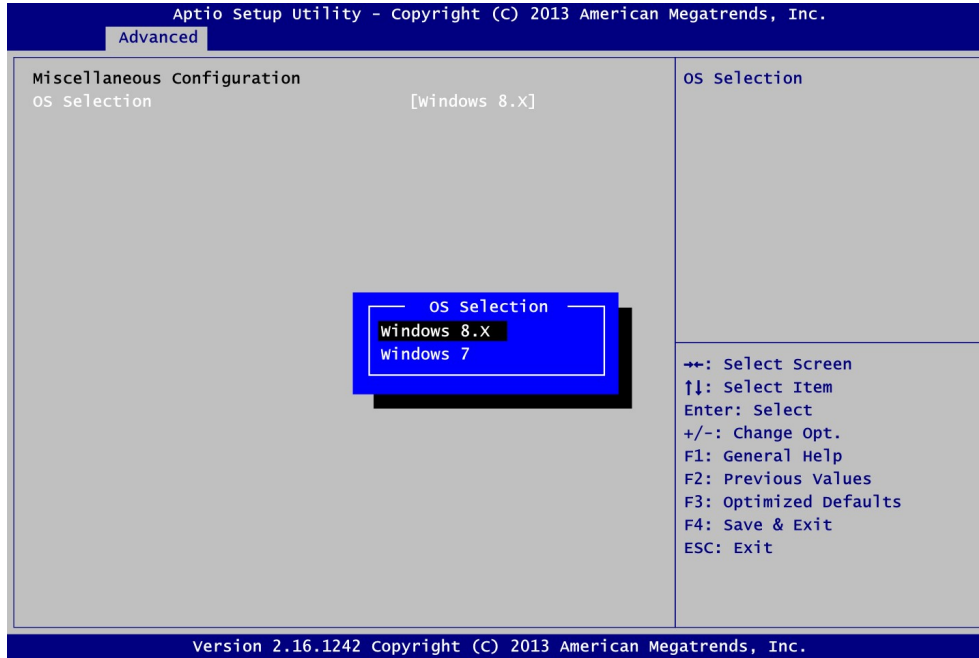 Aptio Setup Utility – Copyright (C) 2013 American Megatrends, Inc.
Advanced
Miscellaneous Configuration
OS Selection [Windows 8.X]
OS Selection
OS Selection
Windows 8.X
Windows 7
→←: Select Screen
↑↓: Select Item
Enter: Select
+/-: Change Opt.
F1: General Help
F2: Previous Values
F3: Optimized Defaults
F4: Save & Exit
ESC: Exit
Version 2.16.1242 Copyright (C) 2013 American Megatrends, Inc.